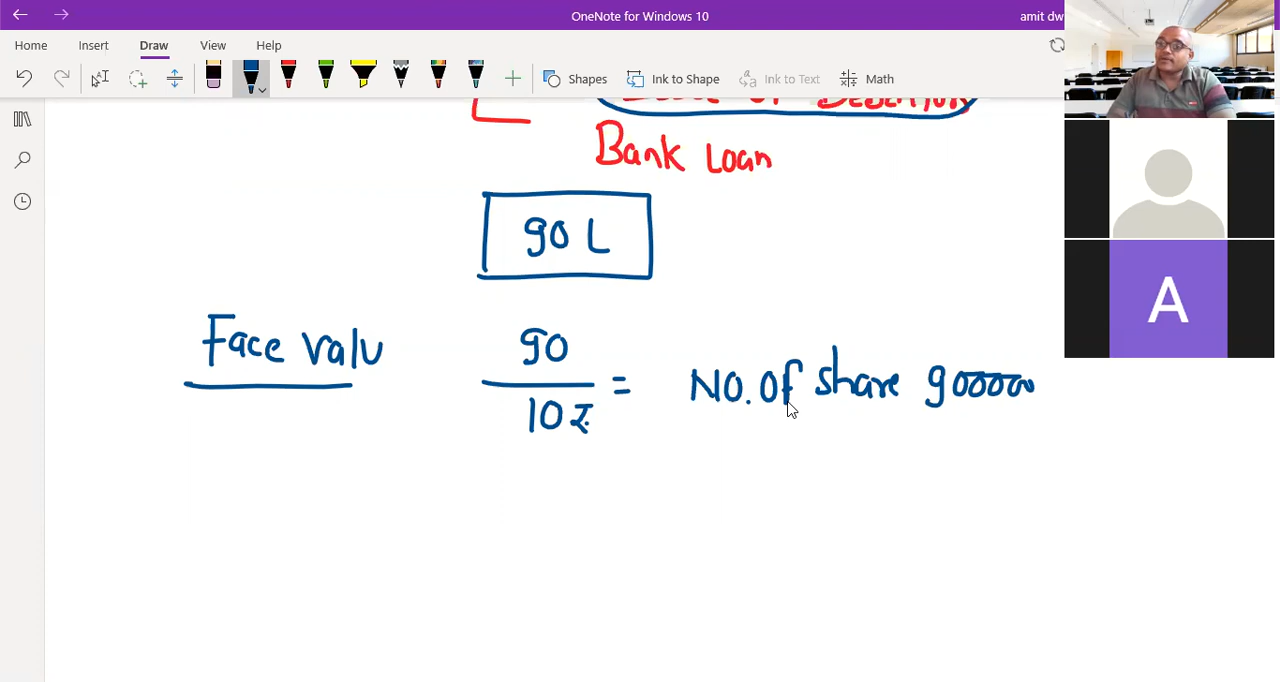 OneNote for Windows 10
amit dw
Home Insert Draw View Help
Shapes Ink to Shape Ink to Text Math
Bank Loan
90 L
Face valu
90
10 रु. = No. Of share 900000
A